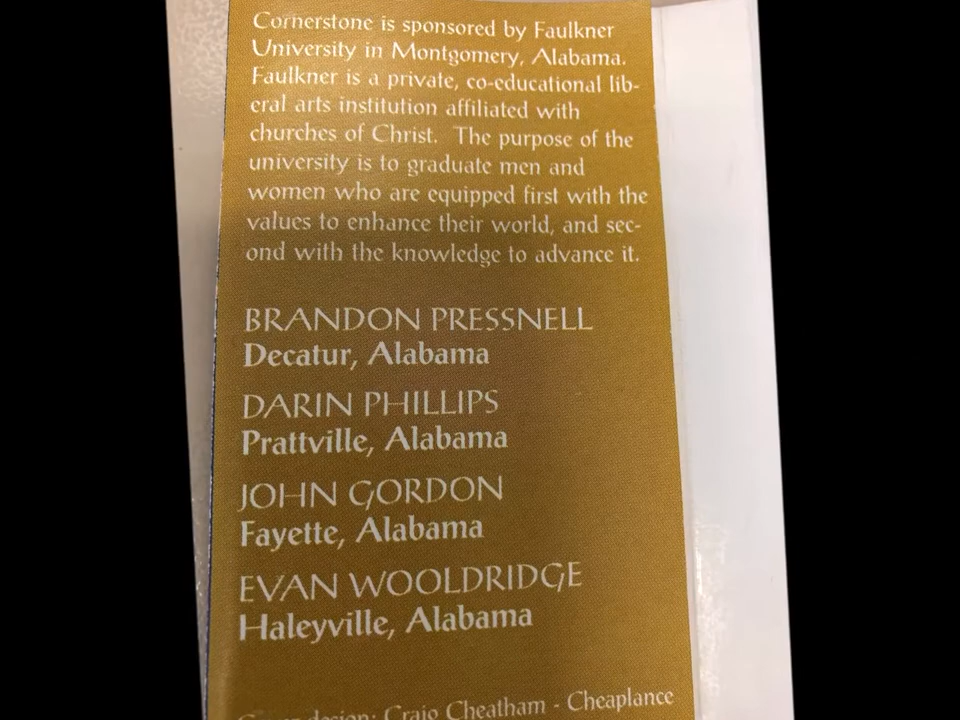 Cornerstone is sponsored by Faulkner
University in Montgomery, Alabama.
Faulkner is a private, co-educational lib-
eral arts institution affiliated with
churches of Christ. The purpose of the
university is to graduate men and
women who are equipped first with the
values to enhance their world, and sec-
ond with the knowledge to advance it.
BRANDON PRESSNELL
Decatur, Alabama
DARIN PHILLIPS
Prattville, Alabama
JOHN GORDON
Fayette, Alabama
EVAN WOOLDRIDGE
Haleyville, Alabama
design: Craig Cheatham - Cheaplance